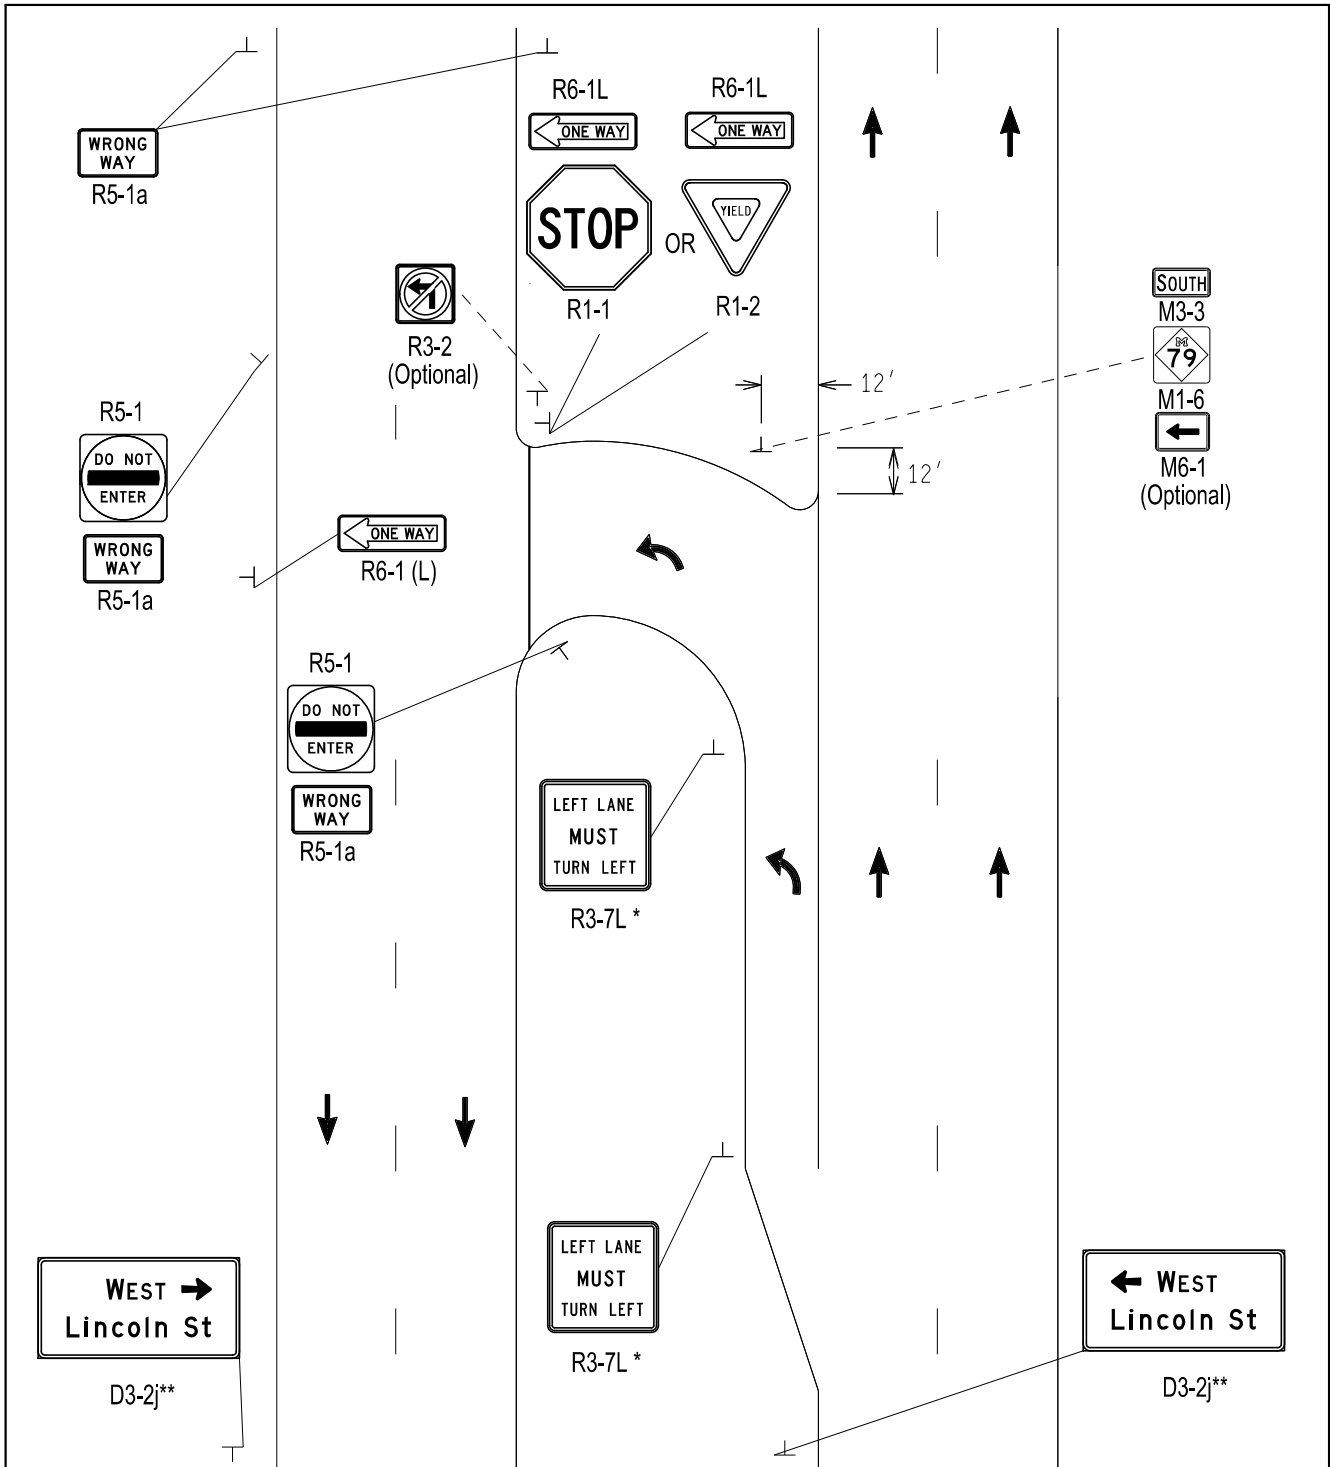 R6-1L
R6-1L
ONE WAY
ONE WAY
WRONG
WAY
R5-1a
STOP
OR
YIELD
R1-1
R1-2
R3-2
(Optional)
SOUTH
M3-3
M
79
M1-6
M6-1
(Optional)
12'
12'
R5-1
DO NOT
ENTER
WRONG
WAY
R5-1a
ONE WAY
R6-1 (L)
R5-1
DO NOT
ENTER
WRONG
WAY
R5-1a
LEFT LANE
MUST
TURN LEFT
R3-7L *
LEFT LANE
MUST
TURN LEFT
R3-7L *
WEST
Lincoln St
D3-2j**
WEST
Lincoln St
D3-2j**